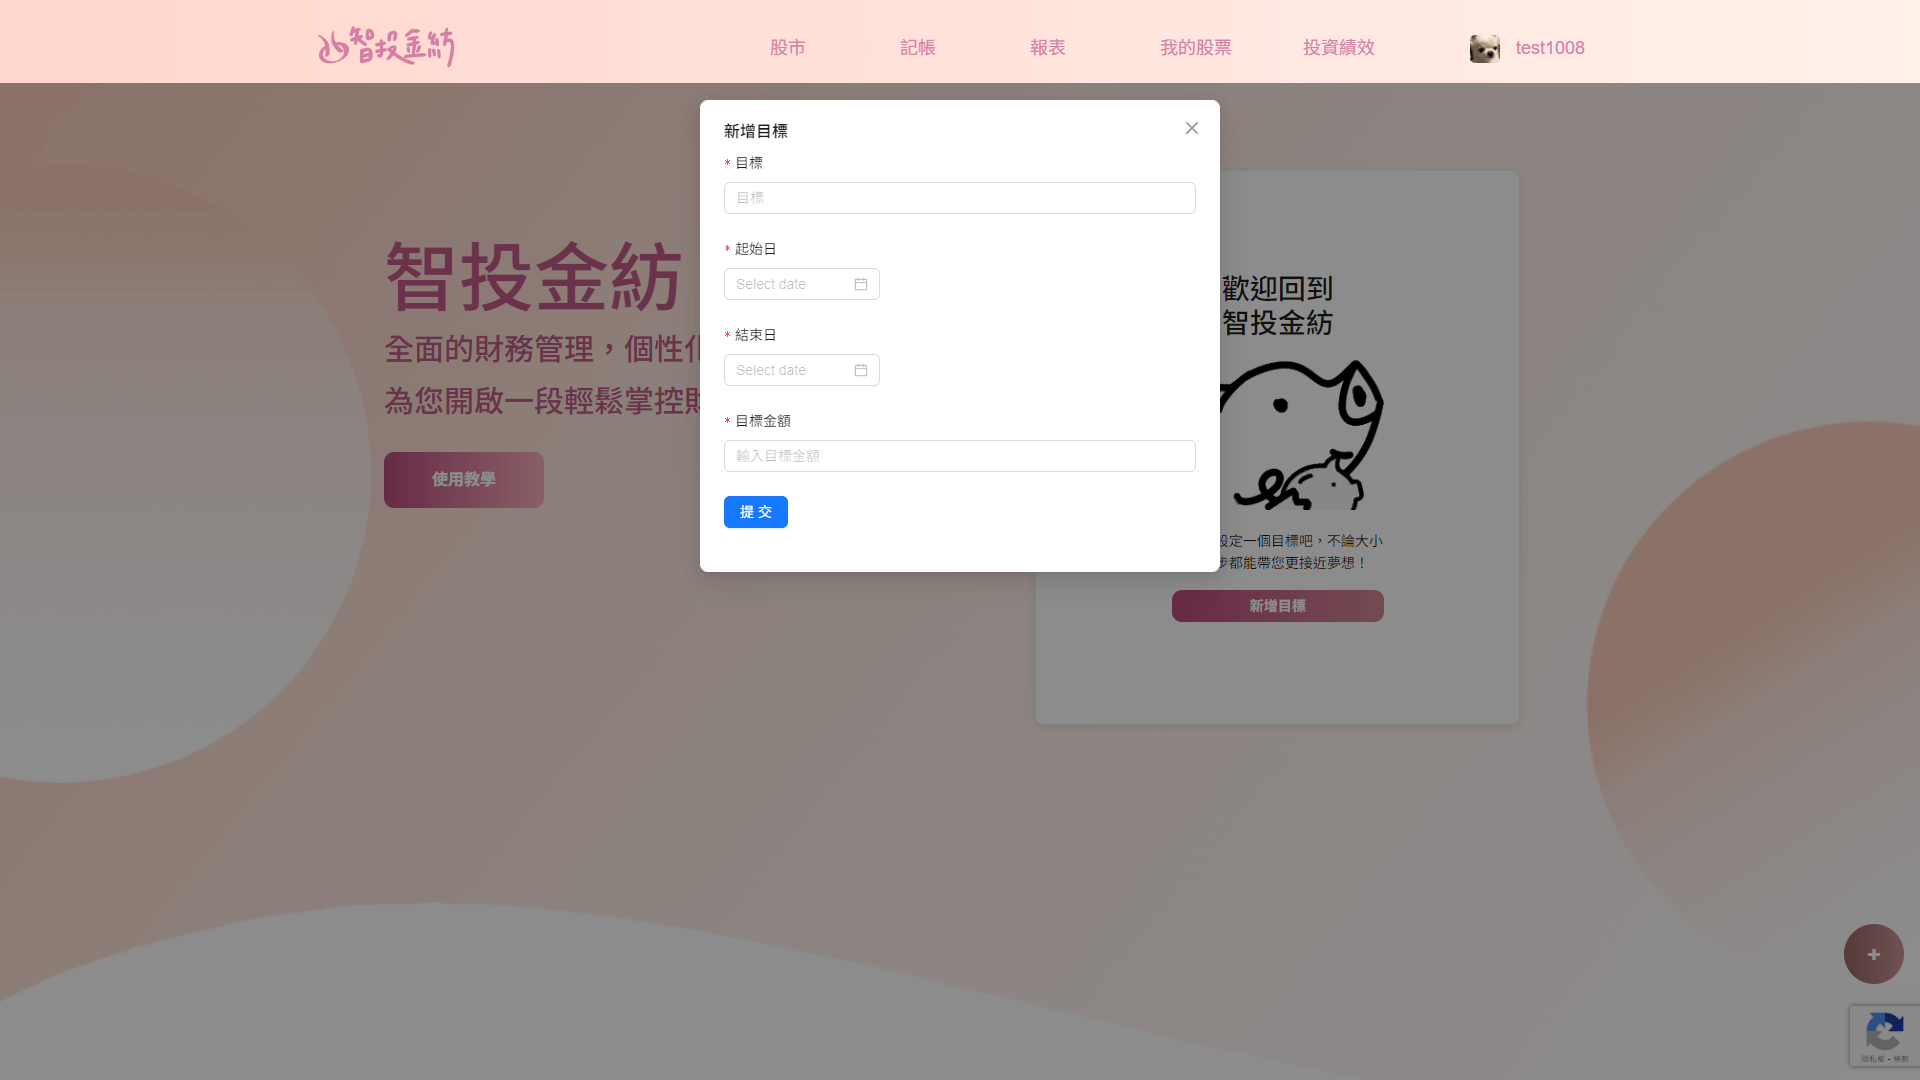 智投金紡
股市
記帳
報表
我的股票
投資績效
test1008
新增目標
* 目標
目標
* 起始日
Select date
* 結束日
Select date
* 目標金額
輸入目標金額
提 交
智投金紡
全面的財務管理，個性化
為您開啟一段輕鬆掌控財
使用教學
歡迎回到
智投金紡
設定一個目標吧，不論大小
步都能帶您更接近夢想！
新增目標
隱私權 - 條款